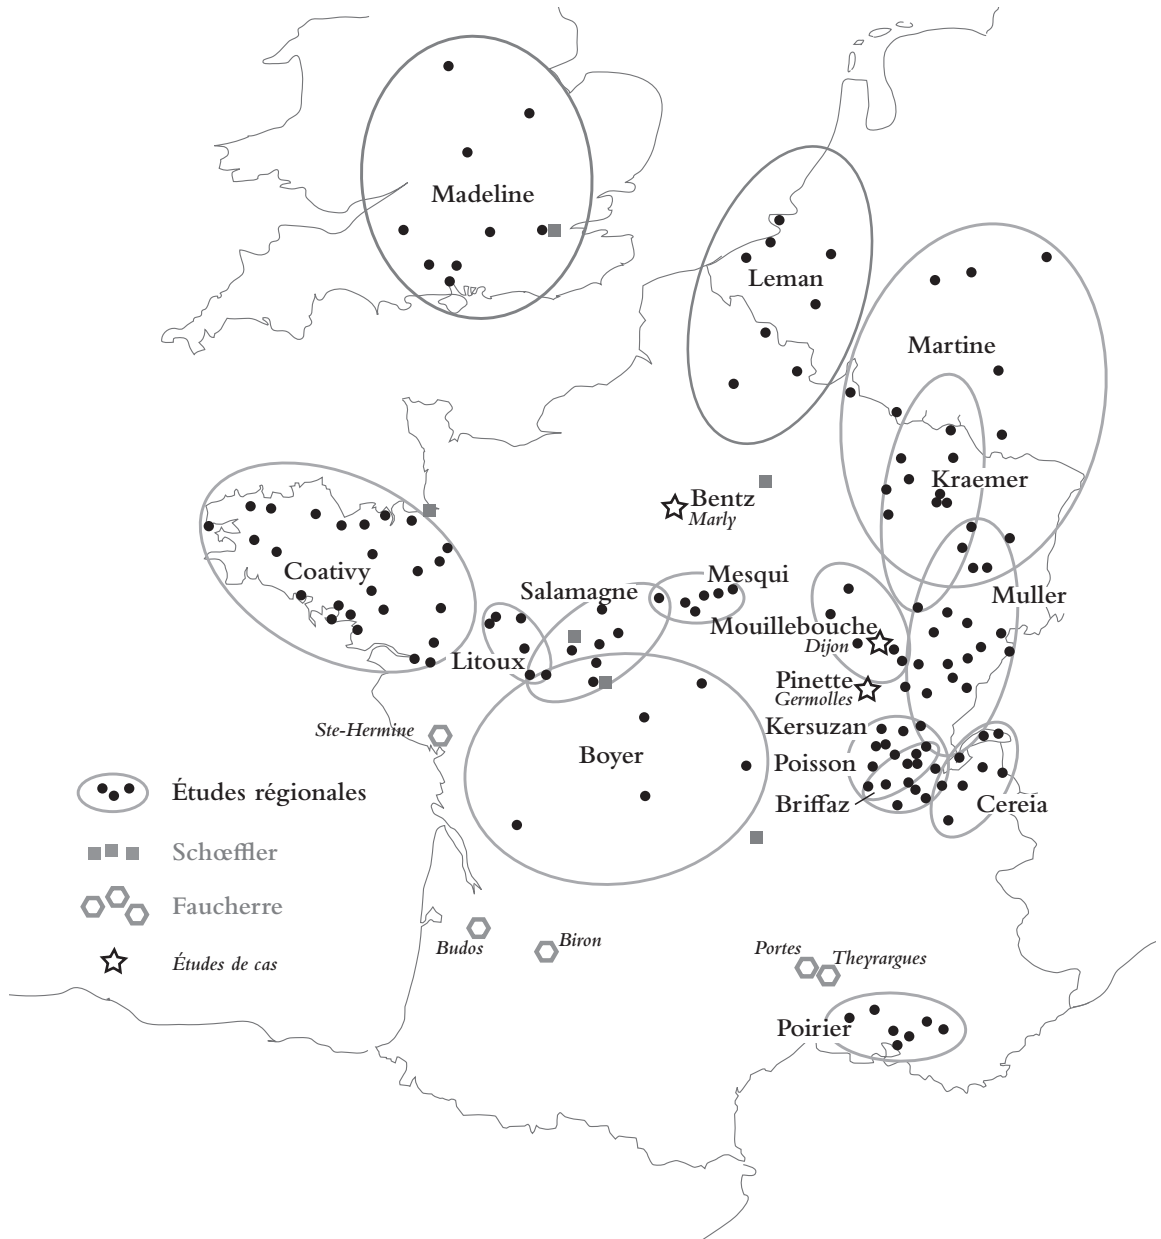 Madeline
Leman
Martine
Kraemer
Bentz
Marly
Coativy
Mesqui
Salamagne
Muller
Mouillebouche
Dijon
Litoux
Pinette
Germolles
Kersuzan
Ste-Hermine
Boyer
Poisson
Briffaz
Cereia
Études régionales
Schœffler
Faucherre
Études de cas
Budos
Biron
Portes
Theyrargues
Poirier